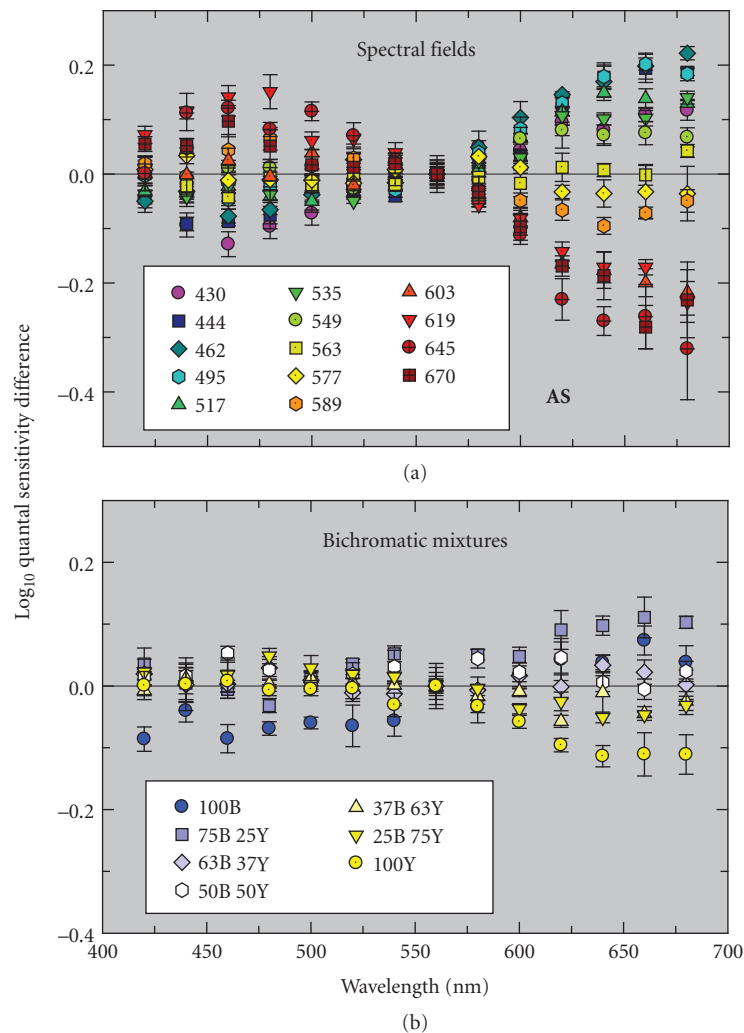 Log10 quantal sensitivity difference
Spectral fields
0.2
0.0
−0.2
−0.4
430 535 603
444 549 619
462 563 645
495 577 670
517 589
AS
(a)
Bichromatic mixtures
0.2
0.0
−0.2
−0.4
100B 37B 63Y
75B 25Y 25B 75Y
63B 37Y 100Y
50B 50Y
400 450 500 550 600 650 700
Wavelength (nm)
(b)